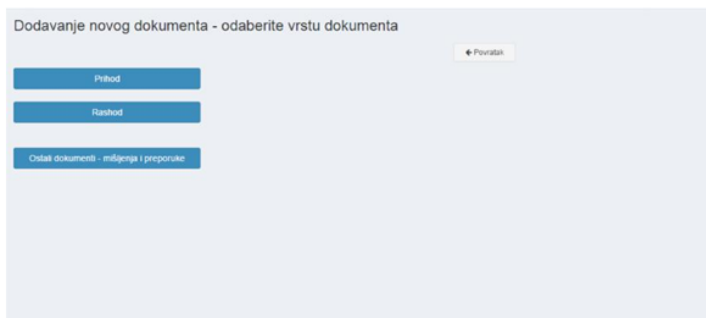 Dodavanje novog dokumenta - odaberite vrstu dokumenta
Povratak
Prihod
Rashod
Ostali dokumenti - mišljenja i preporuke